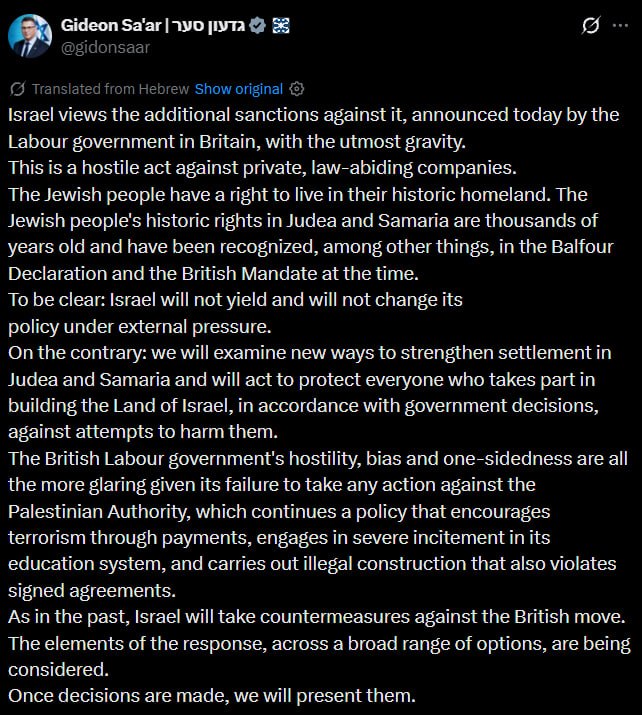 Gideon Sa'ar | גדעון סער
@gidonsaar
Translated from Hebrew Show original
Israel views the additional sanctions against it, announced today by the
Labour government in Britain, with the utmost gravity.
This is a hostile act against private, law-abiding companies.
The Jewish people have a right to live in their historic homeland. The
Jewish people's historic rights in Judea and Samaria are thousands of
years old and have been recognized, among other things, in the Balfour
Declaration and the British Mandate at the time.
To be clear: Israel will not yield and will not change its
policy under external pressure.
On the contrary: we will examine new ways to strengthen settlement in
Judea and Samaria and will act to protect everyone who takes part in
building the Land of Israel, in accordance with government decisions,
against attempts to harm them.
The British Labour government's hostility, bias and one-sidedness are all
the more glaring given its failure to take any action against the
Palestinian Authority, which continues a policy that encourages
terrorism through payments, engages in severe incitement in its
education system, and carries out illegal construction that also violates
signed agreements.
As in the past, Israel will take countermeasures against the British move.
The elements of the response, across a broad range of options, are being
considered.
Once decisions are made, we will present them.